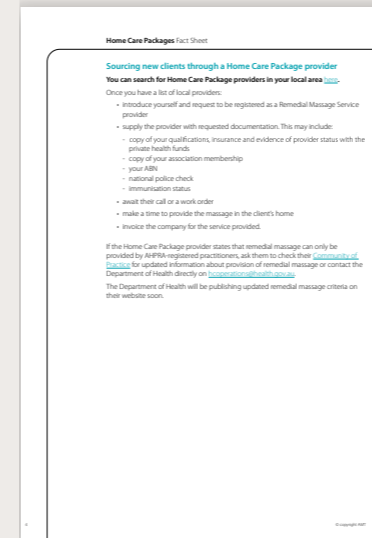 Home Care Packages Fact Sheet
Sourcing new clients through a Home Care Package provider
You can search for Home Care Package providers in your local area here.
Once you have a list of local providers:
• introduce yourself and request to be registered as a Remedial Massage Service
provider
• supply the provider with requested documentation. This may include:
- copy of your qualifications, insurance and evidence of provider status with the
private health funds
- copy of your association membership
- your ABN
- national police check
- immunisation status
• await their call or a work order
• make a time to provide the massage in the client's home
• invoice the company for the service provided.
If the Home Care Package provider states that remedial massage can only be
provided by AHPRA-registered practitioners, ask them to check their Community of
Practice for updated information about provision of remedial massage or contact the
Department of Health directly on hcoperations@health.gov.au.
The Department of Health will be publishing updated remedial massage criteria on
their website soon.
© copyright